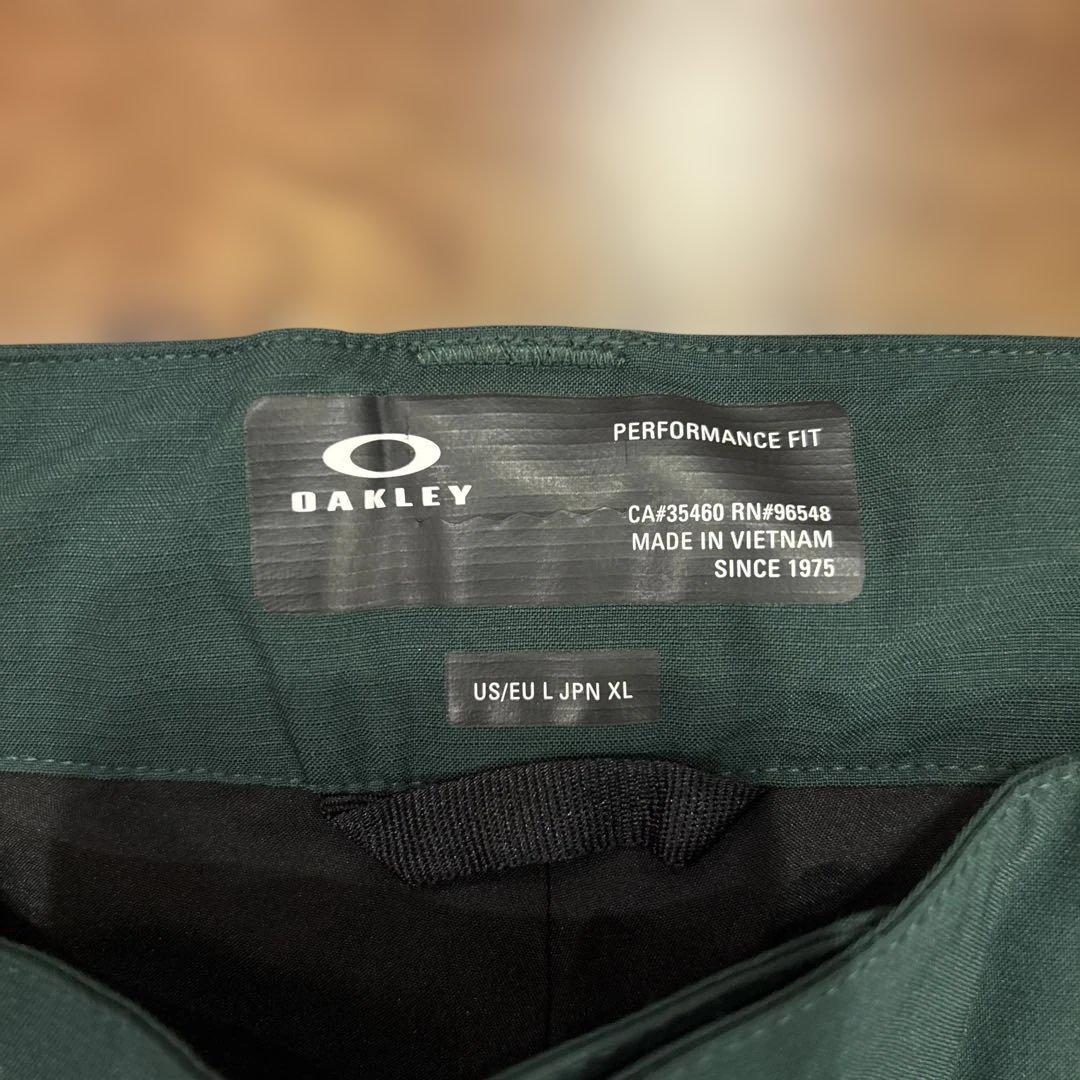 OAKLEY
PERFORMANCE FIT
CA#35460 RN#96548
MADE IN VIETNAM
SINCE 1975
US/EU L JPN XL